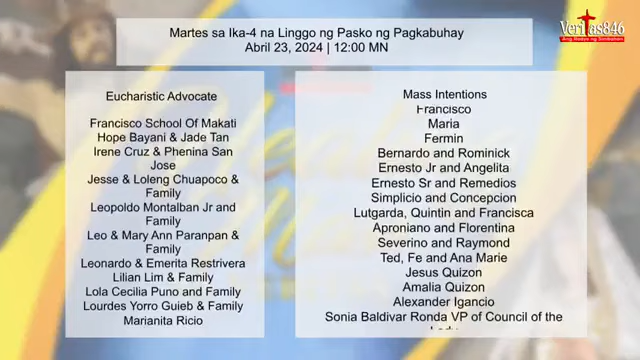 Martes sa Ika-4 na Linggo ng Pasko ng Pagkabuhay
Abril 23, 2024 | 12:00 MN
Veritas846
Ang Radyo ng Simbahan
Eucharistic Advocate
Francisco School Of Makati
Hope Bayani & Jade Tan
Irene Cruz & Phenina San
Jose
Jesse & Loleng Chuapoco &
Family
Leopoldo Montalban Jr and
Family
Leo & Mary Ann Paranpan &
Family
Leonardo & Emerita Restrivera
Lilian Lim & Family
Lola Cecilia Puno and Family
Lourdes Yorro Guieb & Family
Marianita Ricio
Mass Intentions
Francisco
Maria
Fermin
Bernardo and Rominick
Ernesto Jr and Angelita
Ernesto Sr and Remedios
Simplicio and Concepcion
Lutgarda, Quintin and Francisca
Aproniano and Florentina
Severino and Raymond
Ted, Fe and Ana Marie
Jesus Quizon
Amalia Quizon
Alexander Igancio
Sonia Baldivar Ronda VP of Council of the